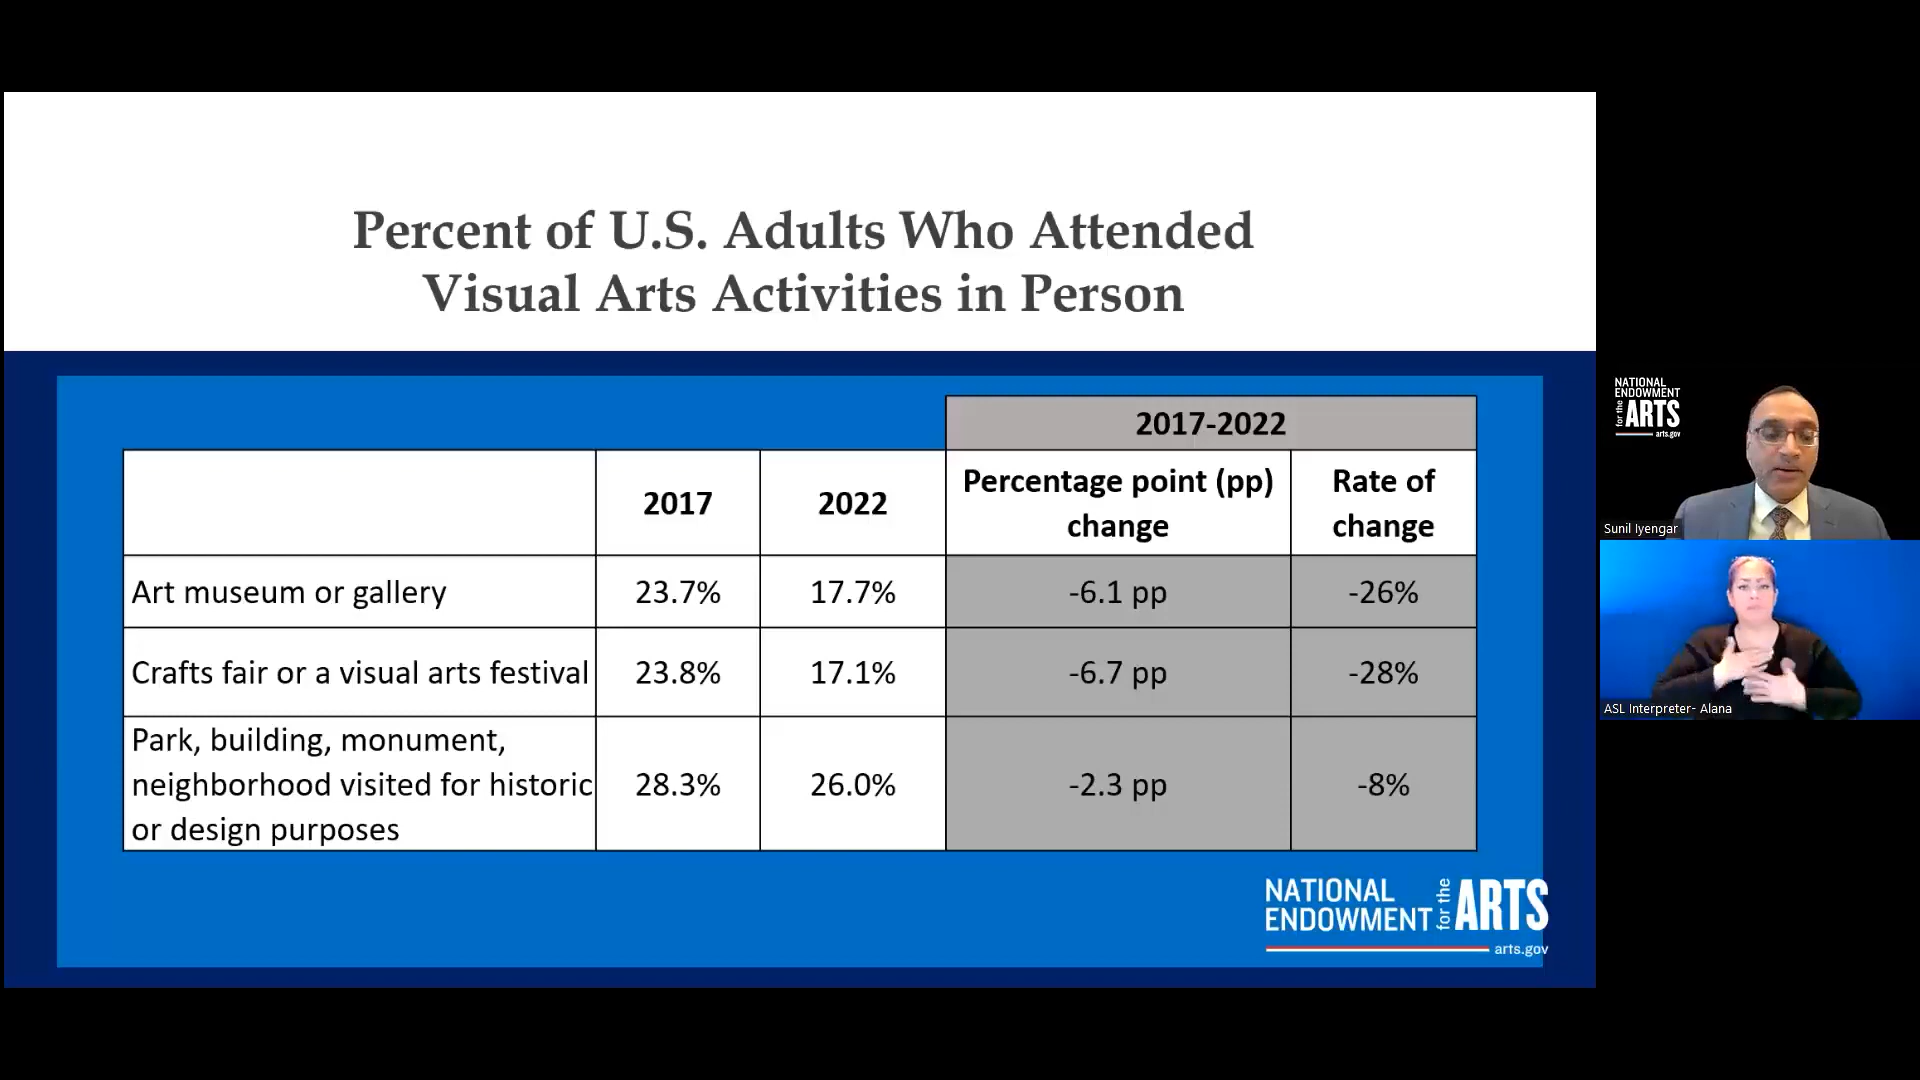 Percent of U.S. Adults Who Attended
Visual Arts Activities in Person
2017-2022
2017 2022 Percentage point (pp) change Rate of change
Art museum or gallery 23.7% 17.7% -6.1 pp -26%
Crafts fair or a visual arts festival 23.8% 17.1% -6.7 pp -28%
Park, building, monument,
neighborhood visited for historic 28.3% 26.0% -2.3 pp -8%
or design purposes
NATIONAL
ENDOWMENT
for the
ARTS
arts.gov
NATIONAL
ENDOWMENT
for the
ARTS
arts.gov
Sunil Iyengar
ASL Interpreter- Alana